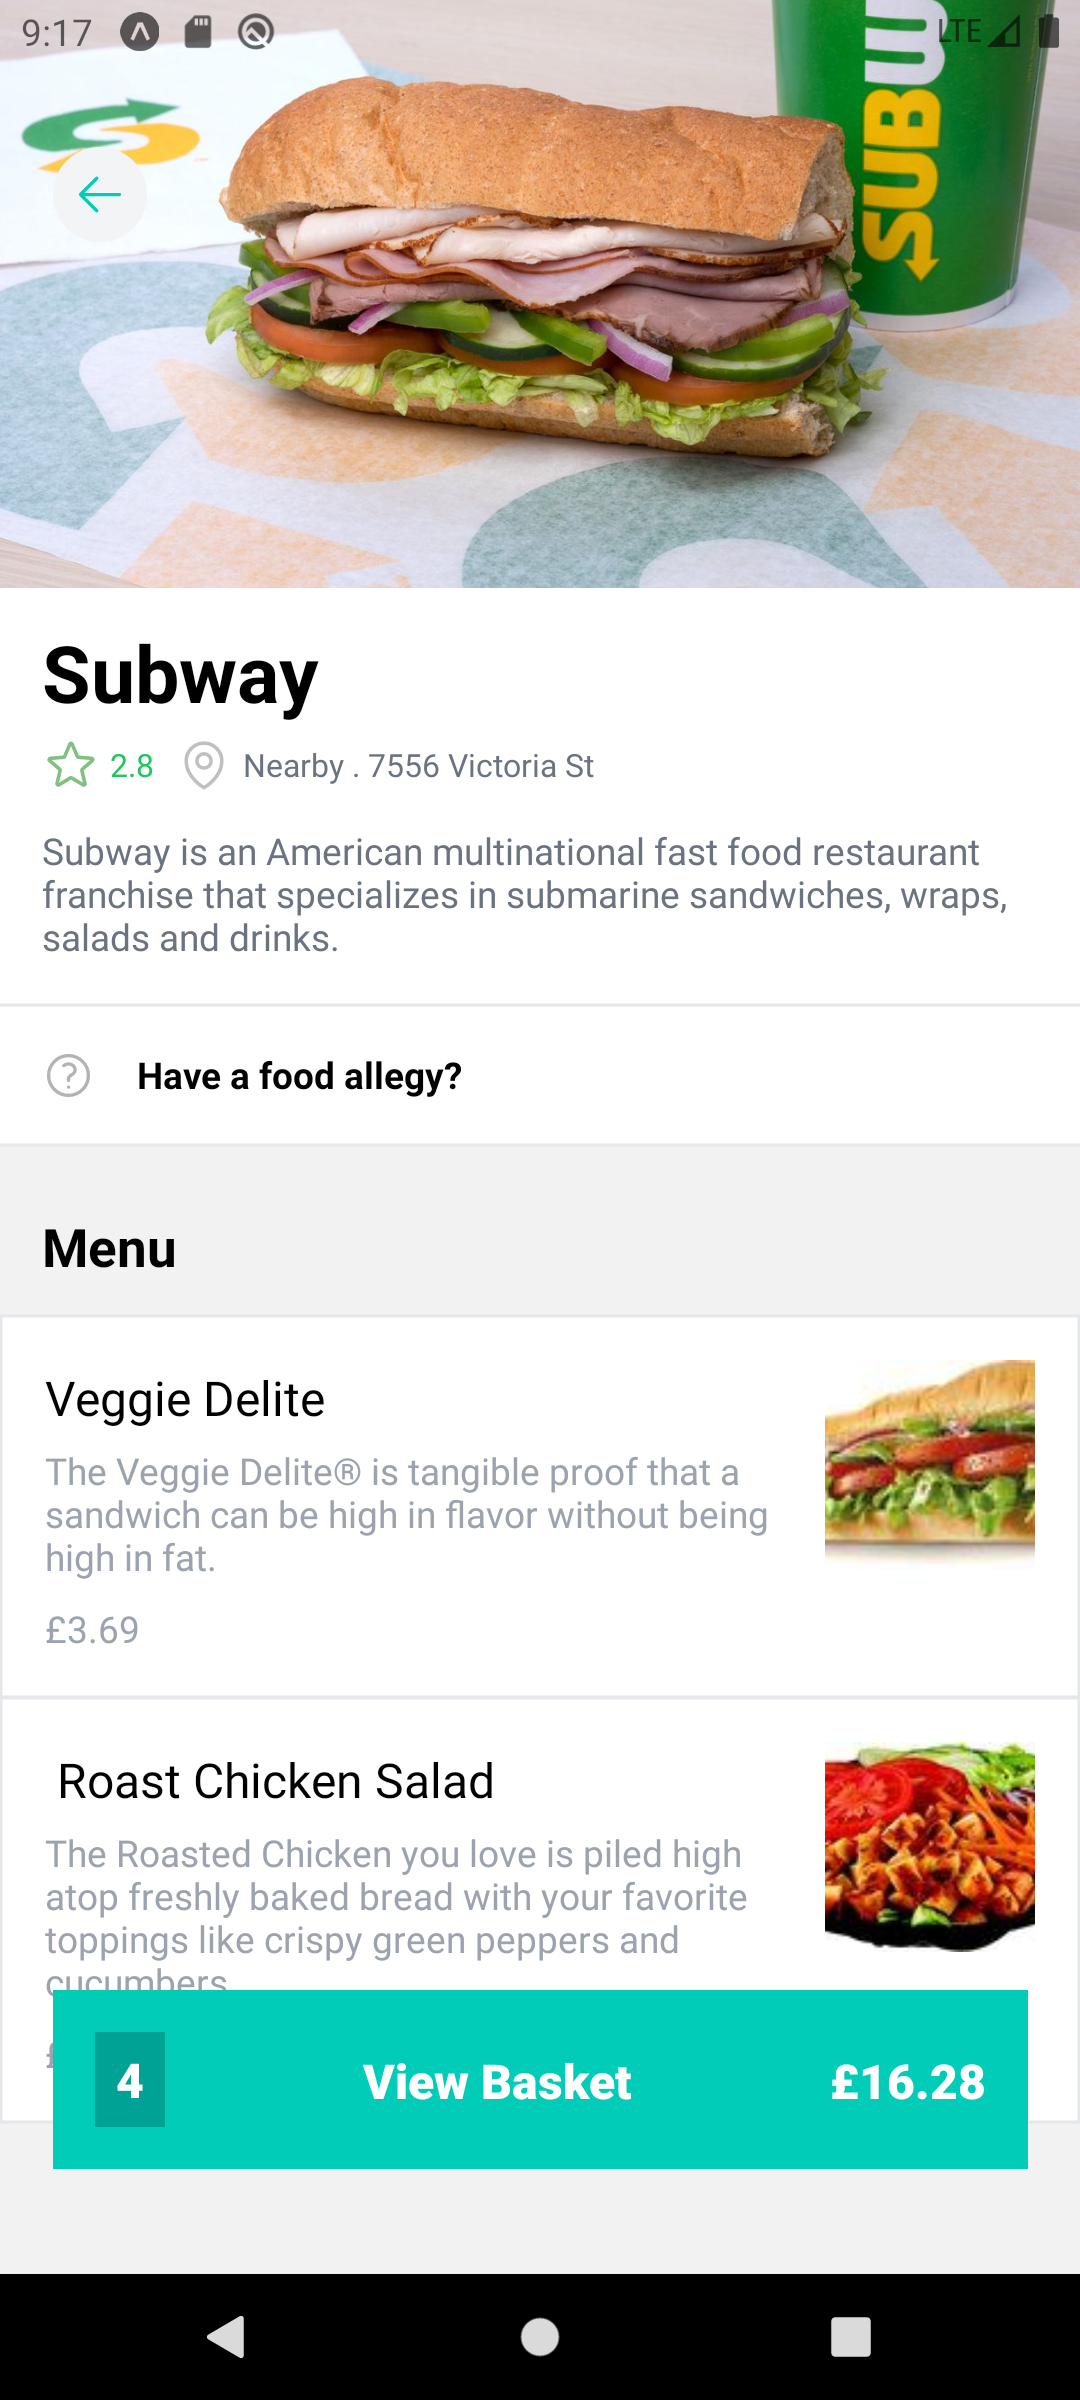 9:17
LTE
SUBW
Subway
2.8 Nearby . 7556 Victoria St
Subway is an American multinational fast food restaurant
franchise that specializes in submarine sandwiches, wraps,
salads and drinks.
Have a food allegy?
Menu
Veggie Delite
The Veggie Delite® is tangible proof that a
sandwich can be high in flavor without being
high in fat.
£3.69
Roast Chicken Salad
The Roasted Chicken you love is piled high
atop freshly baked bread with your favorite
toppings like crispy green peppers and
cucumbers
£
4 View Basket £16.28